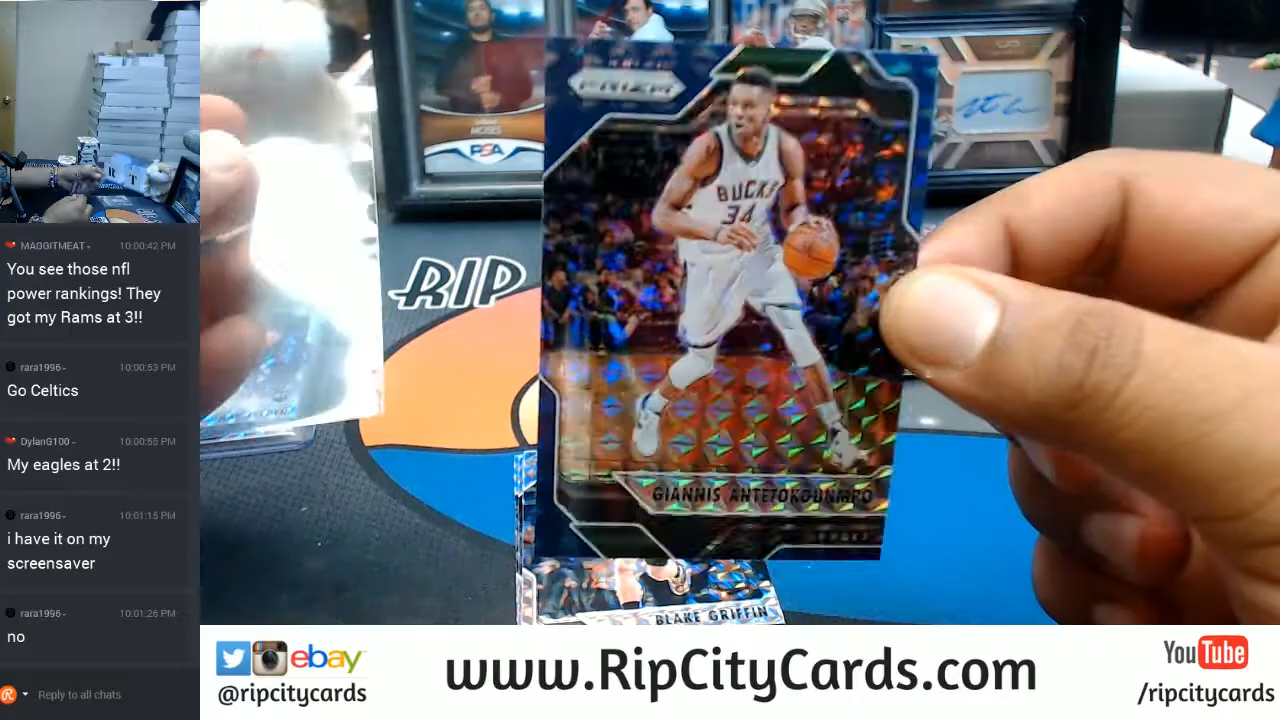 MAGGITMEAT- 10:00:42 PM
You see those nfl
power rankings! They
got my Rams at 3!!
rara1996- 10:00:53 PM
Go Celtics
DylanG100- 10:00:55 PM
My eagles at 2!!
rara1996- 10:01:15 PM
i have it on my
screensaver
rara1996- 10:01:26 PM
no
Reply to all chats
PSA
RIP
PRIZM
BUCKS
34
GIANNIS ANTETOKOUNMPO
BLAKE GRIFFIN
ebay
@ripcitycards
www.RipCityCards.com
YouTube
/ripcitycards